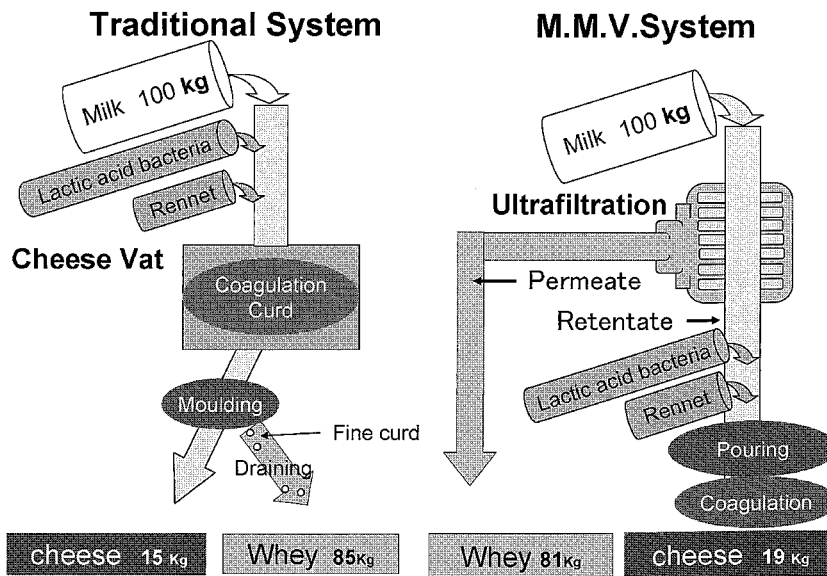 Traditional System
Milk 100 kg
Lactic acid bacteria
Rennet
Cheese Vat
Coagulation
Curd
Moulding
Fine curd
Draining
cheese 15 Kg
Whey 85Kg
M.M.V.System
Milk 100 kg
Ultrafiltration
Permeate
Retentate
Lactic acid bacteria
Rennet
Pouring
Coagulation
Whey 81Kg
cheese 19 Kg